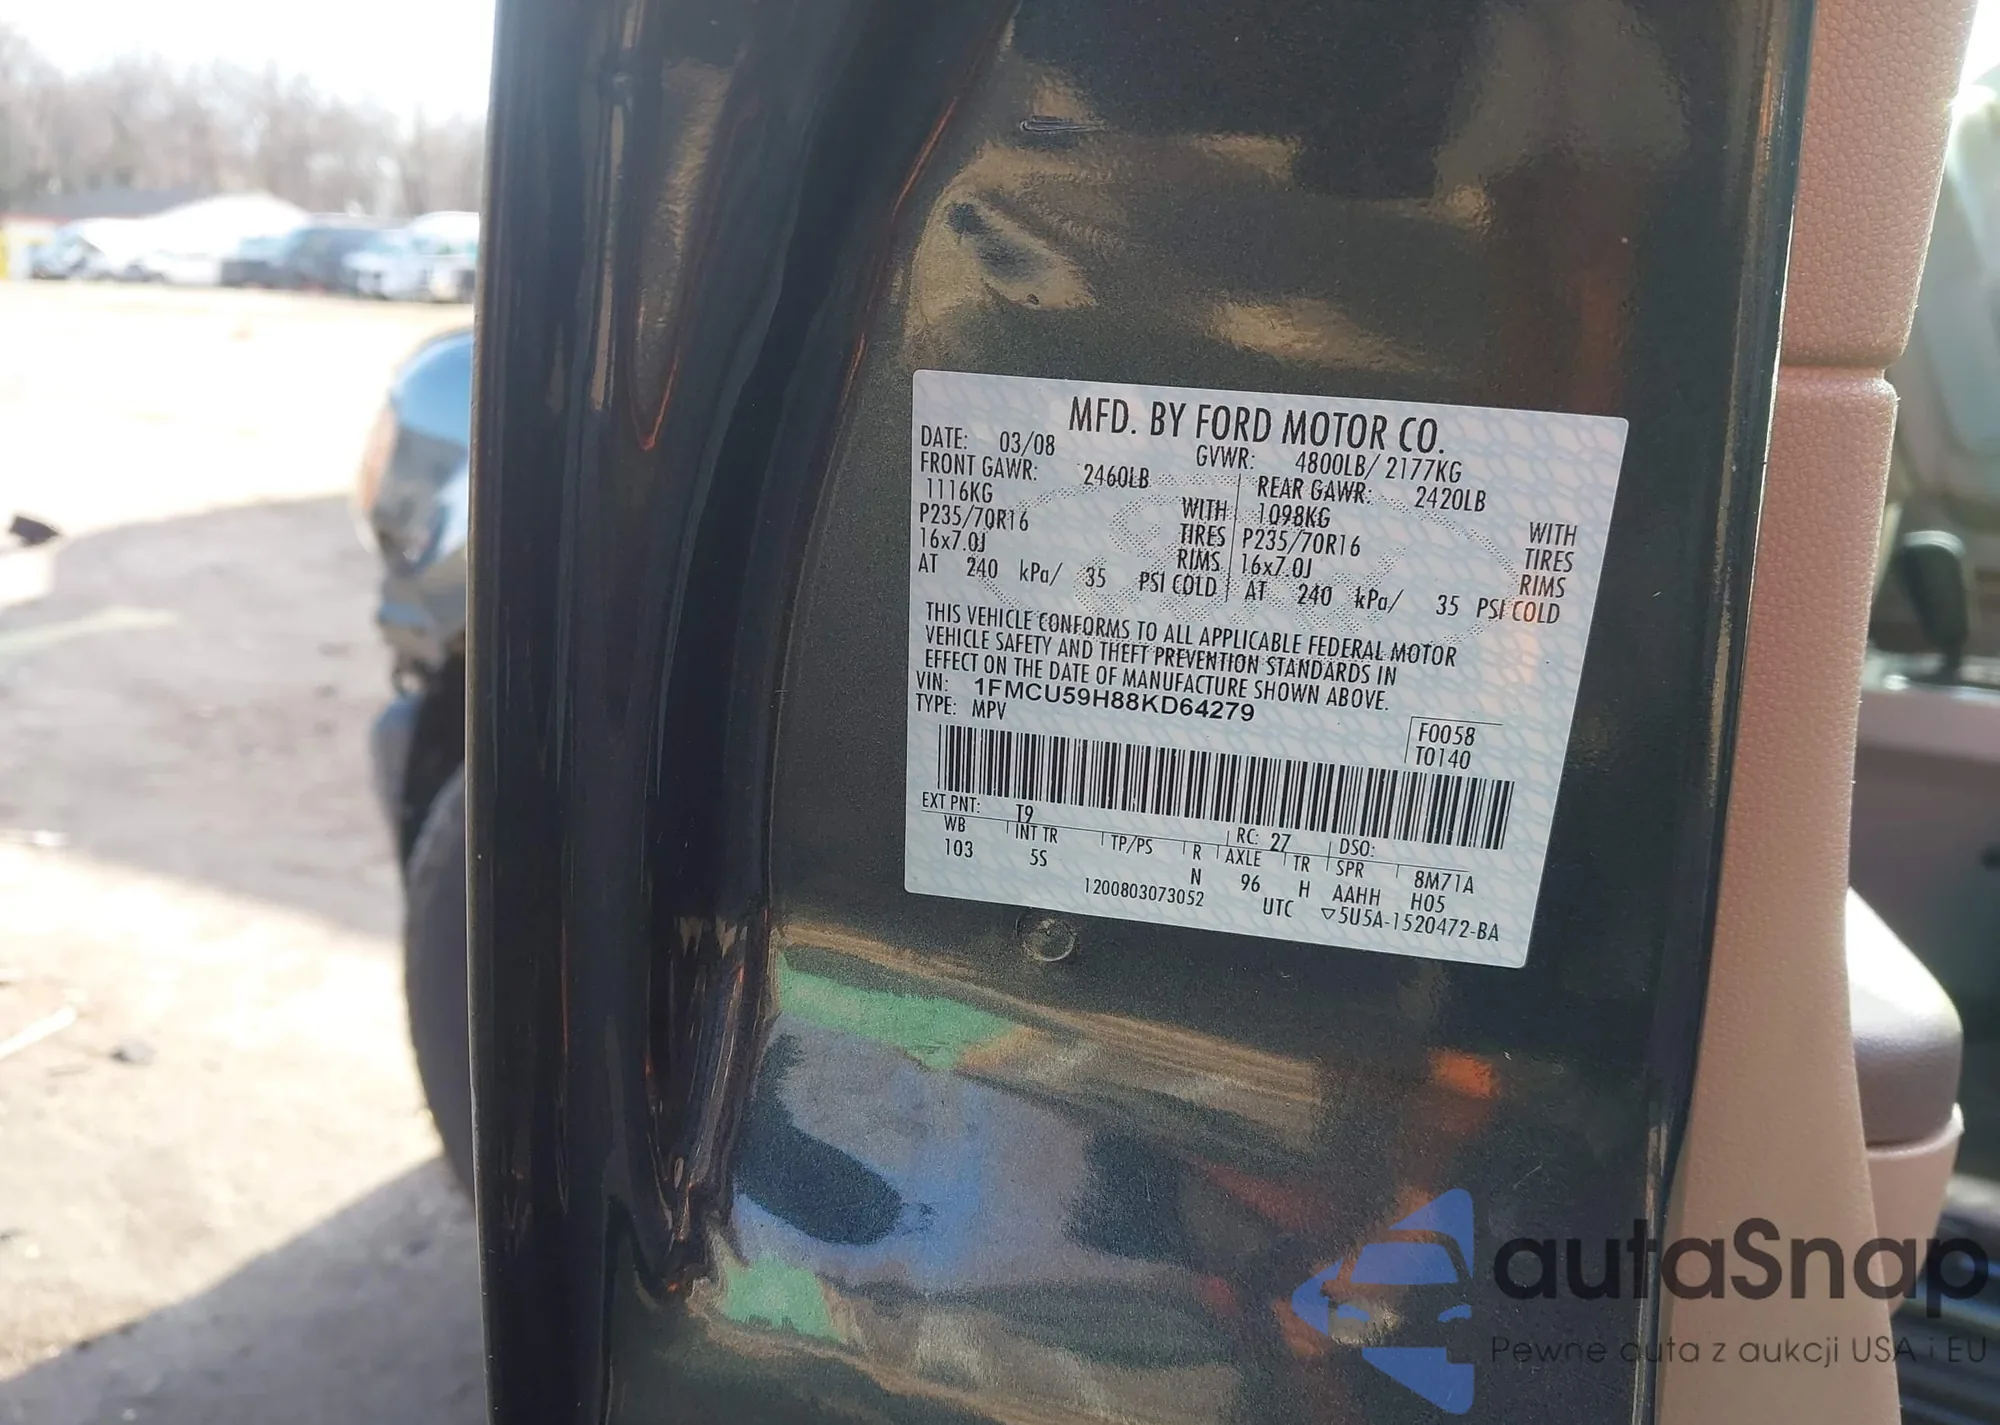 MFD. BY FORD MOTOR CO.
DATE: 03/08 GVWR: 4800LB/ 2177KG
FRONT GAWR: 2460LB REAR GAWR: 2420LB
1116KG WITH 1098KG WITH
P235/70R16 TIRES P235/70R16 TIRES
16x7.0J RIMS 16x7.0J RIMS
AT 240 kPa/ 35 PSI COLD AT 240 kPa/ 35 PSI COLD
THIS VEHICLE CONFORMS TO ALL APPLICABLE FEDERAL MOTOR
VEHICLE SAFETY AND THEFT PREVENTION STANDARDS IN
EFFECT ON THE DATE OF MANUFACTURE SHOWN ABOVE.
VIN: 1FMCU59H88KD64279
TYPE: MPV
F0058
T0140
EXT PNT: T9 RC: 27 DSO:
WB INT TR TP/PS R AXLE TR SPR 8M71A
103 5S N 96 H AAHH H05
1200803073052 UTC ▽5U5A-1520472-BA
autaSnap
Pewne auta z aukcji USA i EU